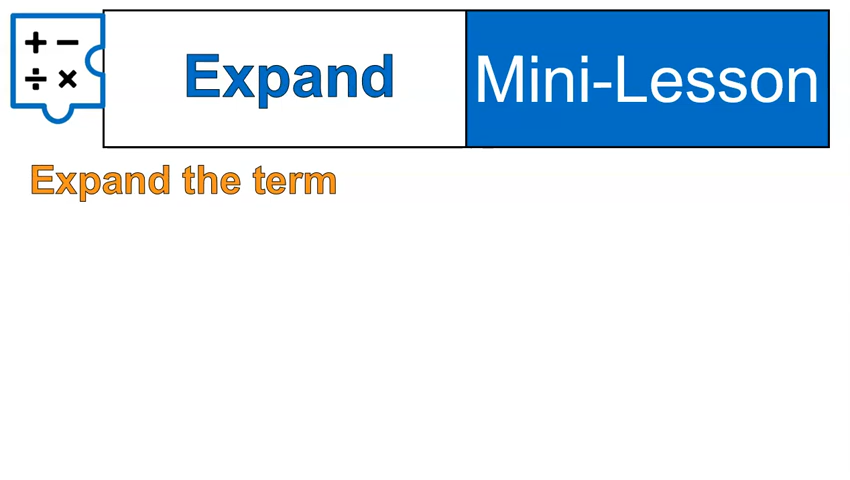 + −
÷ ×
Expand Mini-Lesson
Expand the term